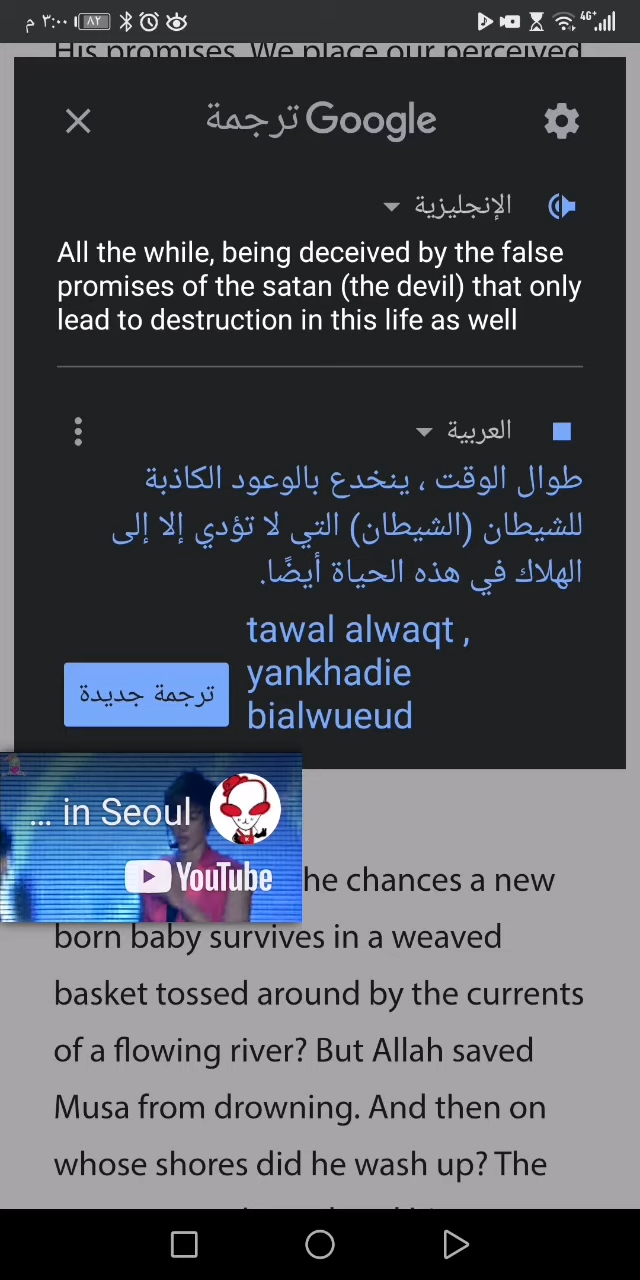 م ٣:٠٠ ٨٢ 4G+
His promises. We place our perceived
Google ترجمة
الإنجليزية
All the while, being deceived by the false
promises of the satan (the devil) that only
lead to destruction in this life as well
العربية
طوال الوقت ، ينخدع بالوعود الكاذبة
للشيطان (الشيطان) التي لا تؤدي إلا إلى
الهلاك في هذه الحياة أيضًا.
tawal alwaqt ,
yankhadie
bialwueud
ترجمة جديدة
... in Seoul
YouTube
he chances a new
born baby survives in a weaved
basket tossed around by the currents
of a flowing river? But Allah saved
Musa from drowning. And then on
whose shores did he wash up? The